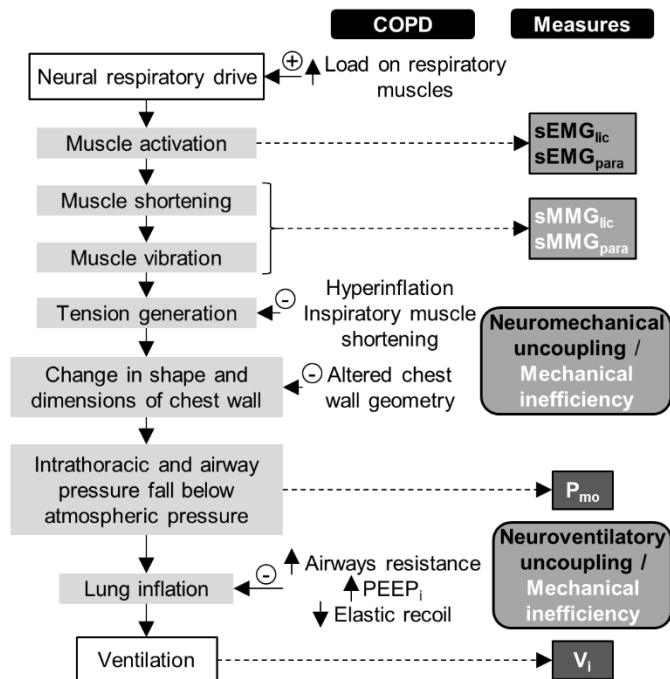 COPD
Measures
Neural respiratory drive
+
Load on respiratory
muscles
Muscle activation
sEMGlic
sEMGpara
Muscle shortening
Muscle vibration
sMMGlic
sMMGpara
Tension generation
-
Hyperinflation
Inspiratory muscle
shortening
Neuromechanical
uncoupling /
Mechanical
inefficiency
Change in shape and
dimensions of chest wall
-
Altered chest
wall geometry
Intrathoracic and airway
pressure fall below
atmospheric pressure
Pmo
Lung inflation
-
Airways resistance
PEEPi
Elastic recoil
Neuroventilatory
uncoupling /
Mechanical
inefficiency
Ventilation
Vi